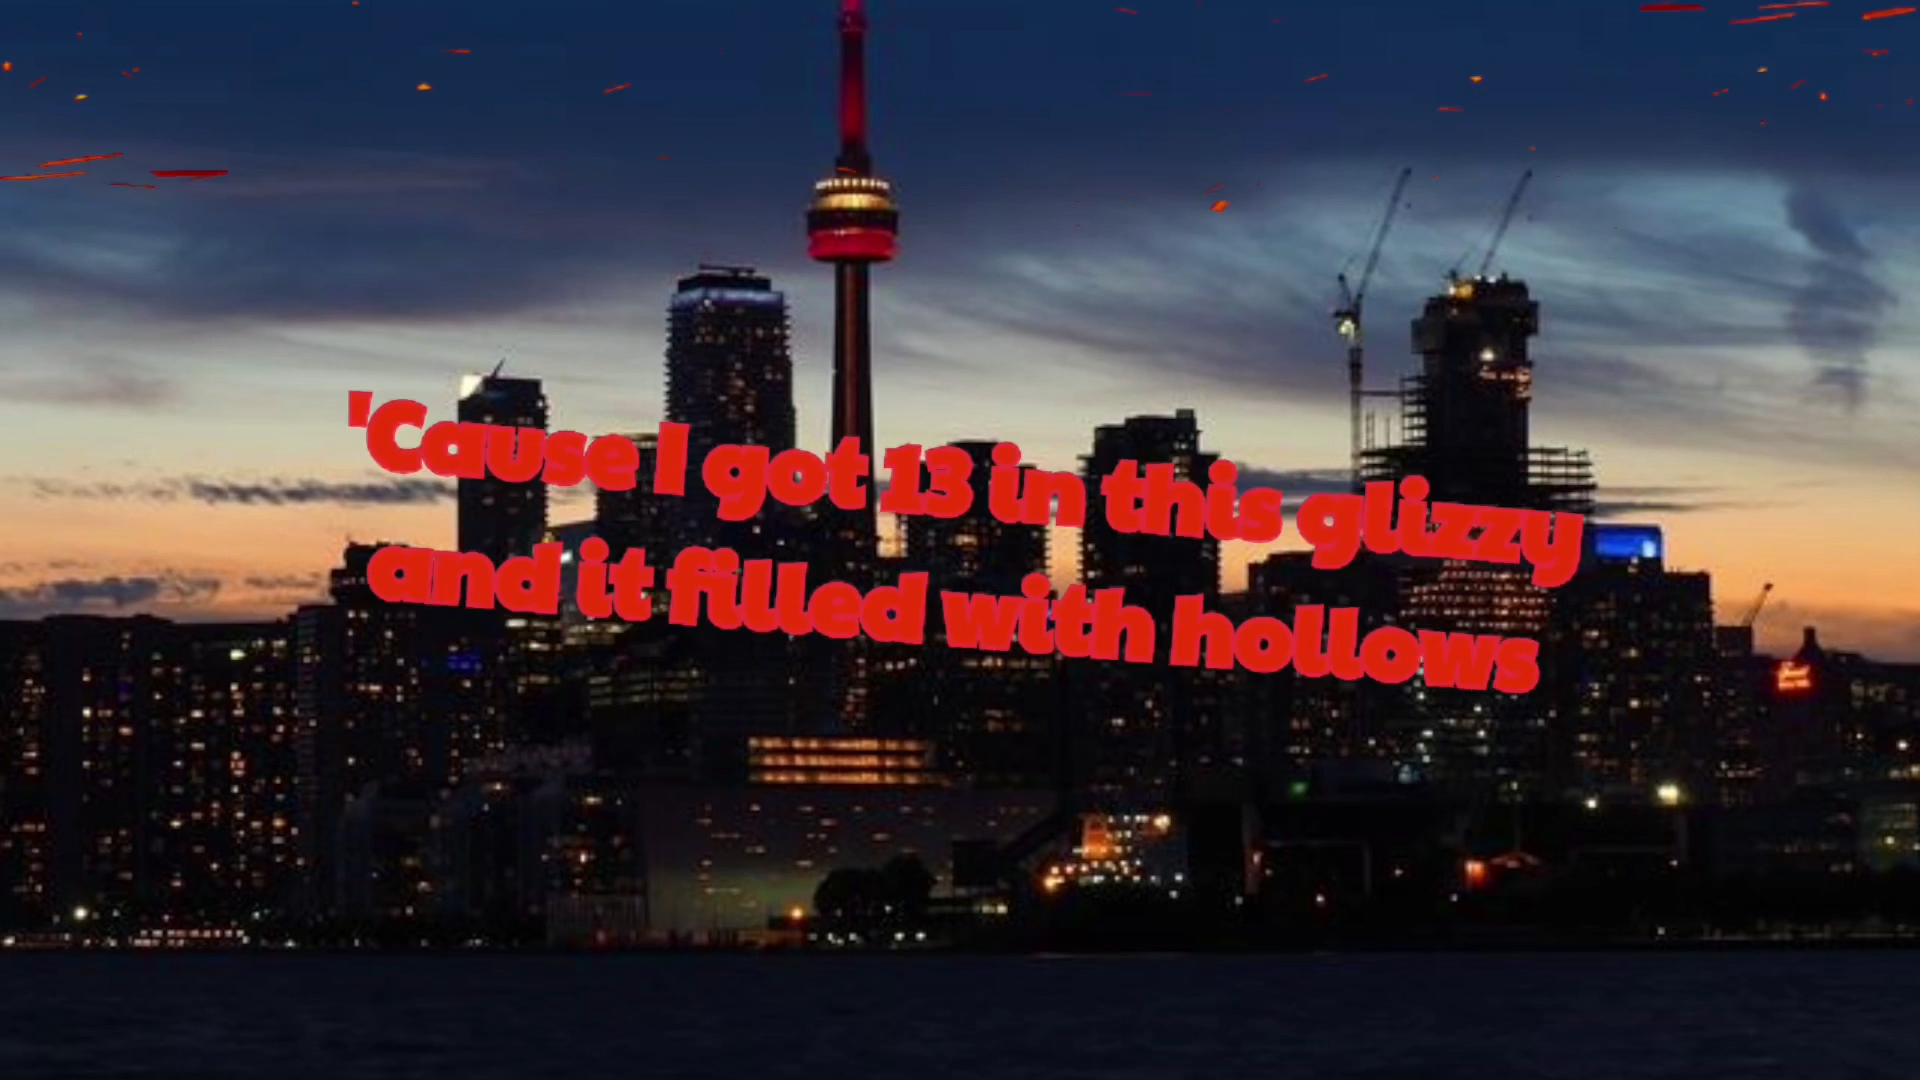 'Cause I got 13 in this glizzy
and it filled with hollows